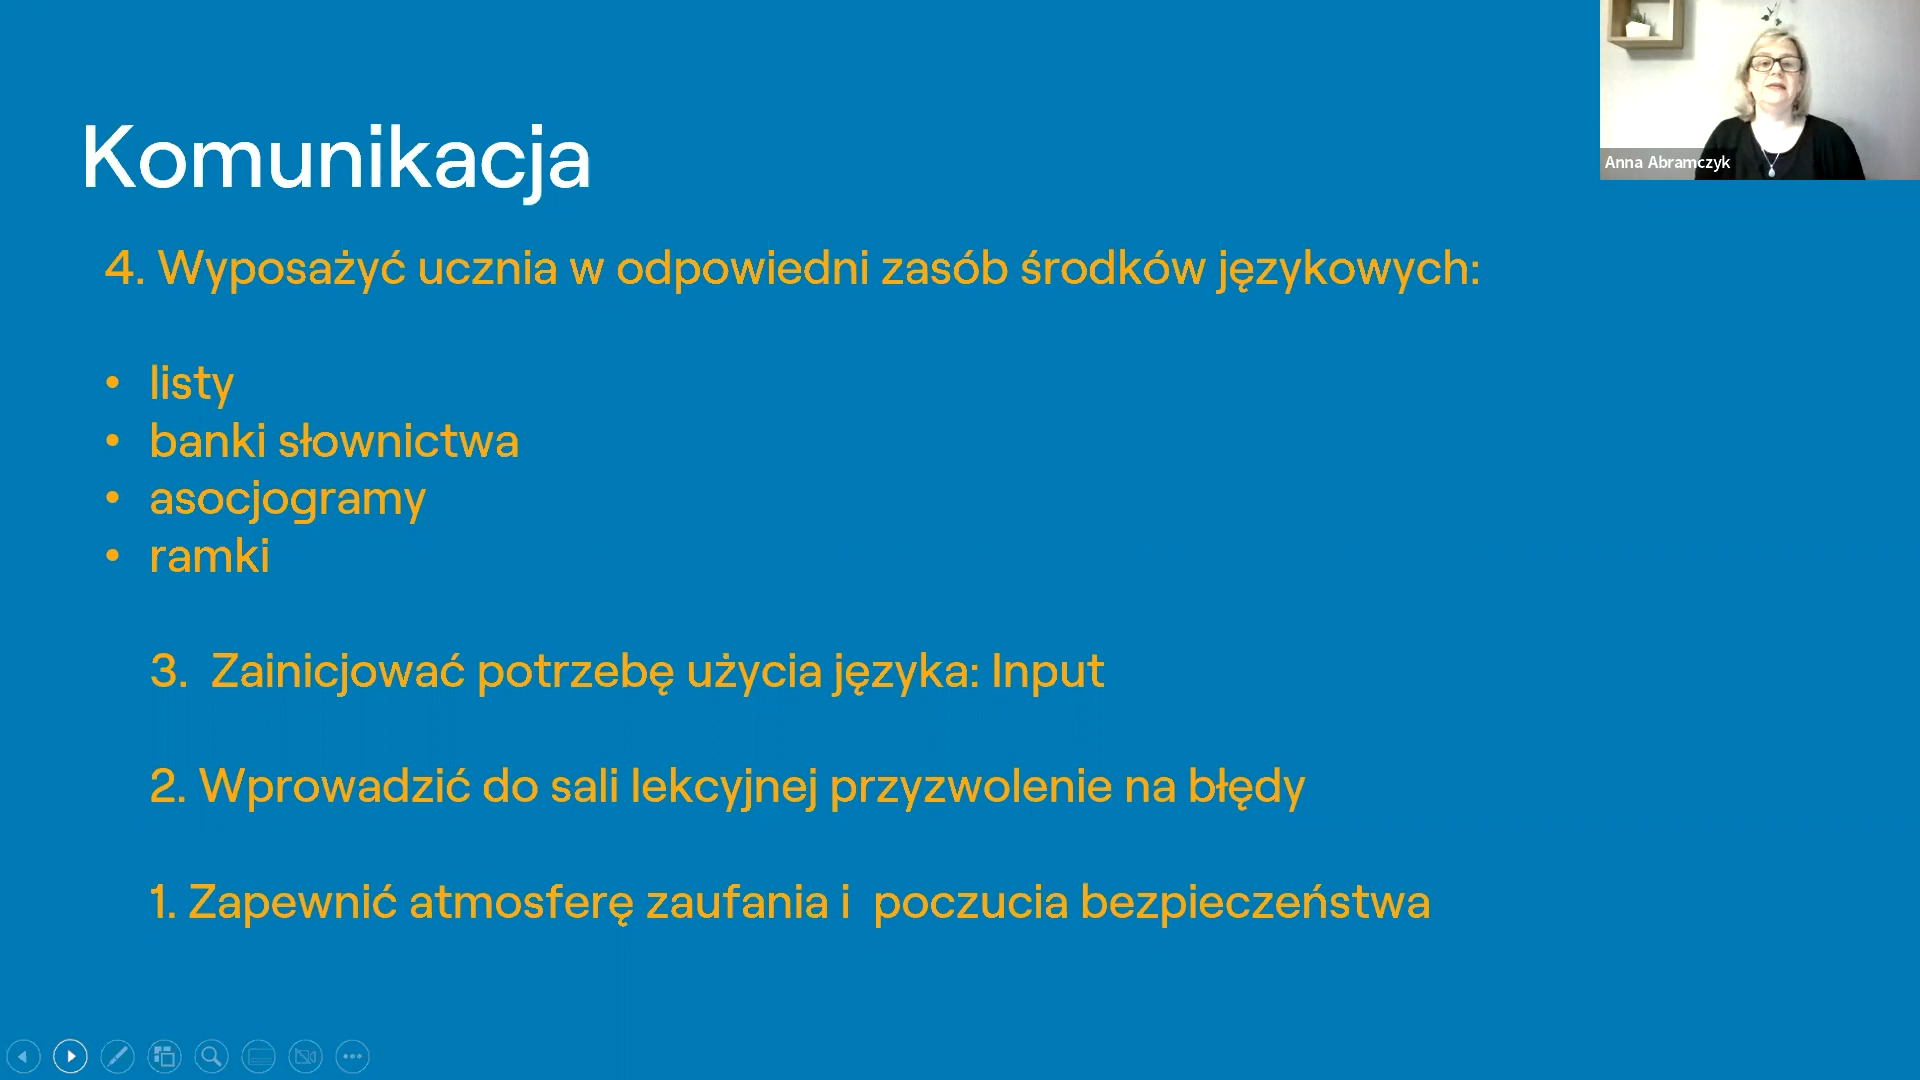 Komunikacja
Anna Abramczyk
4. Wyposażyć ucznia w odpowiedni zasób środków językowych:
• listy
• banki słownictwa
• asocjogramy
• ramki
3. Zainicjować potrzebę użycia języka: Input
2. Wprowadzić do sali lekcyjnej przyzwolenie na błędy
1. Zapewnić atmosferę zaufania i poczucia bezpieczeństwa